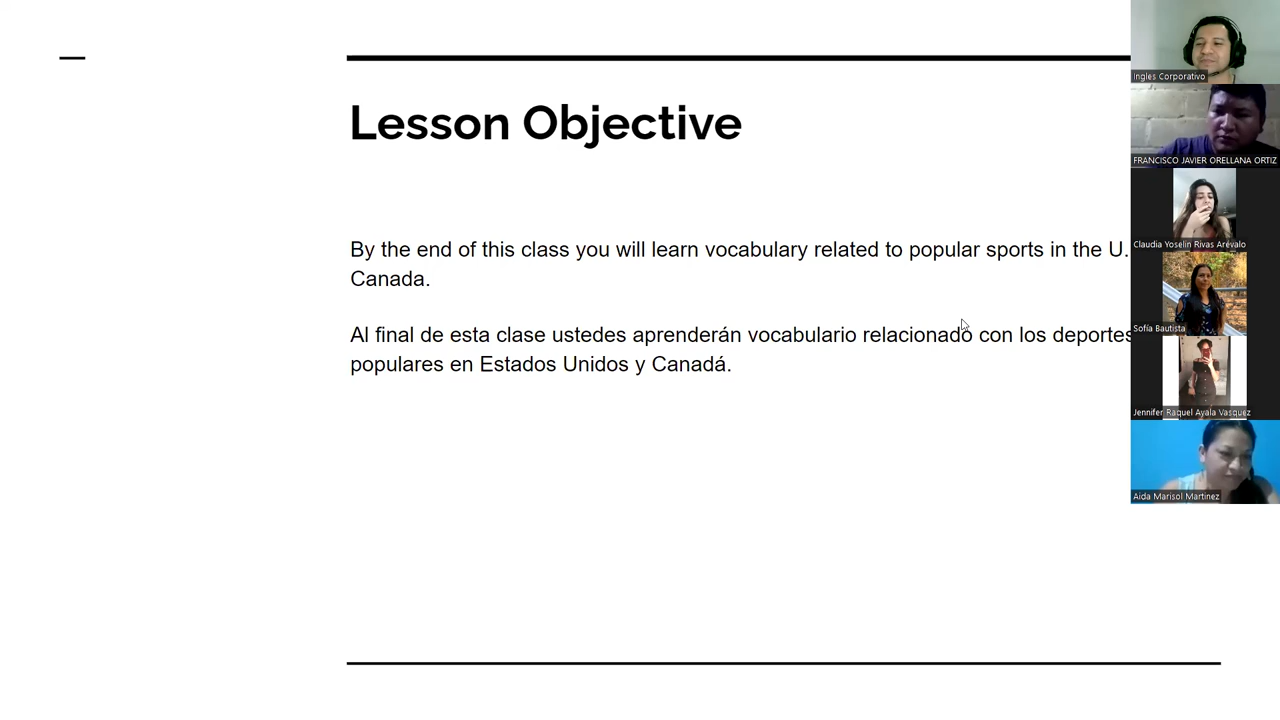 Lesson Objective
By the end of this class you will learn vocabulary related to popular sports in the U.
Canada.
Al final de esta clase ustedes aprenderán vocabulario relacionado con los deportes
populares en Estados Unidos y Canadá.
Ingles Corporativo
FRANCISCO JAVIER ORELLANA ORTIZ
Claudia Yoselin Rivas Arévalo
Sofía Bautista
Jennifer Raquel Ayala Vasquez
Aida Marisol Martinez